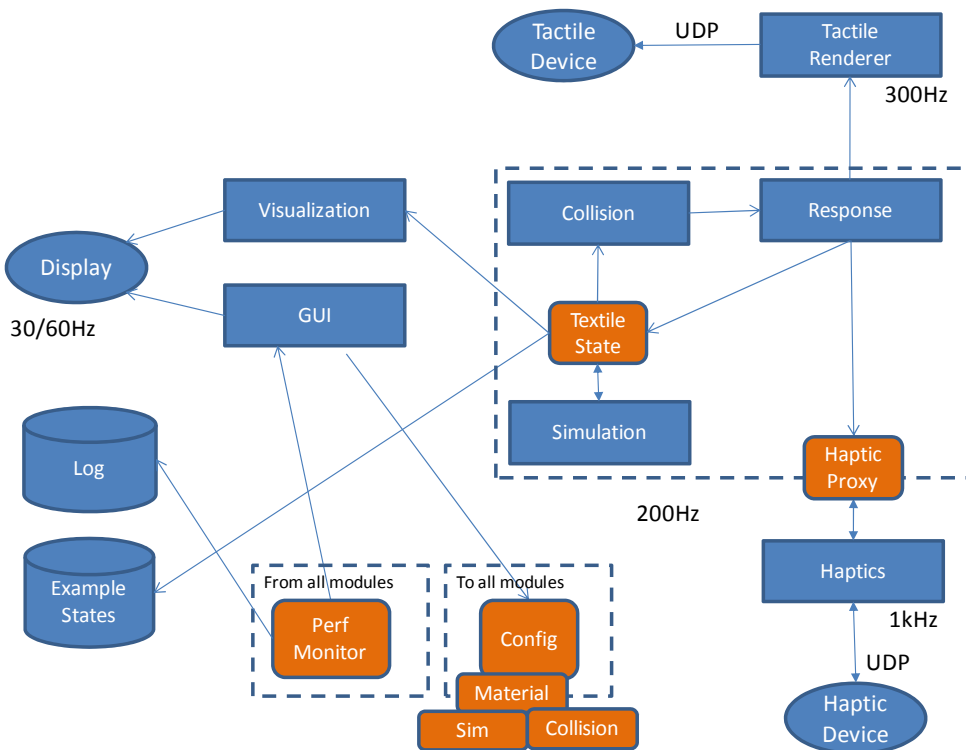 Tactile
Device
UDP
Tactile
Renderer
300Hz
Visualization
Collision
Response
Display
30/60Hz
GUI
Textile
State
Simulation
Log
Haptic
Proxy
200Hz
Example
States
From all modules
Perf
Monitor
To all modules
Config
Material
Sim
Collision
Haptics
1kHz
UDP
Haptic
Device